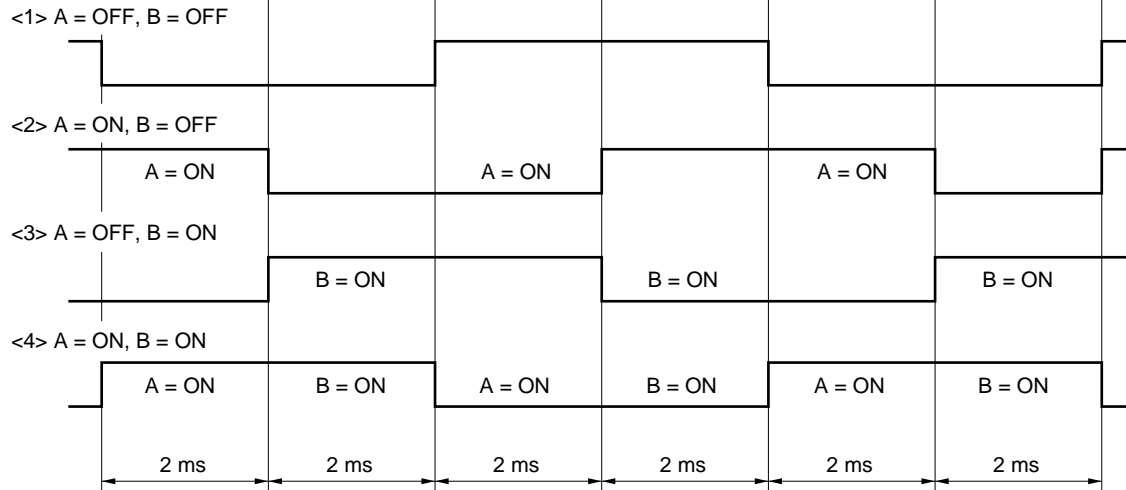 <1> A = OFF, B = OFF
<2> A = ON, B = OFF
A = ON A = ON A = ON
<3> A = OFF, B = ON
B = ON B = ON B = ON
<4> A = ON, B = ON
A = ON B = ON A = ON B = ON A = ON B = ON
2 ms 2 ms 2 ms 2 ms 2 ms 2 ms